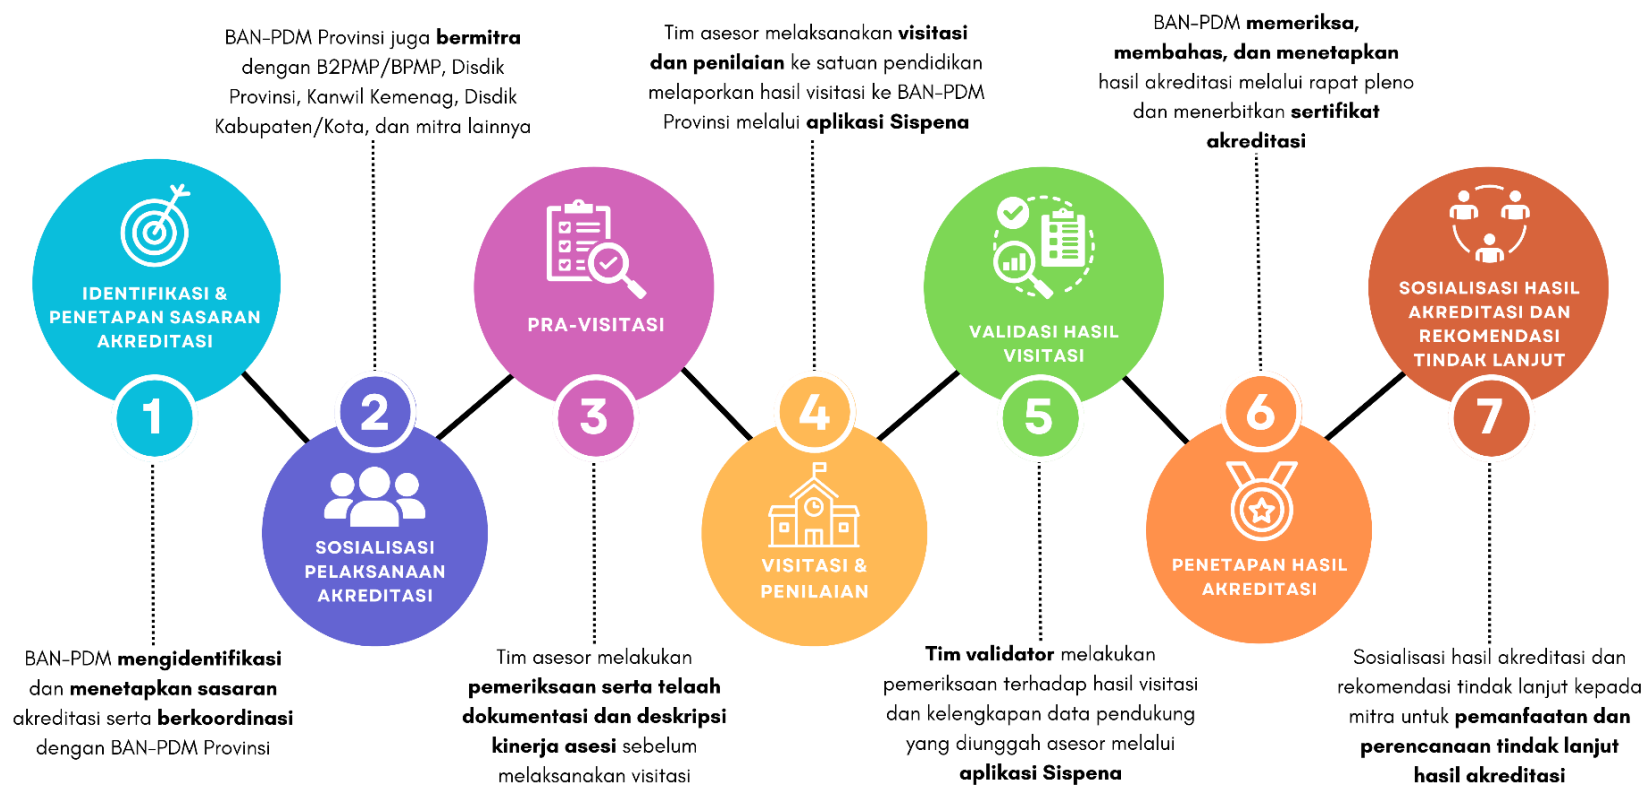 IDENTIFIKASI &
PENETAPAN SASARAN
AKREDITASI
1
BAN-PDM mengidentifikasi
dan menetapkan sasaran
akreditasi serta berkoordinasi
dengan BAN-PDM Provinsi
BAN-PDM Provinsi juga bermitra
dengan B2PMP/BPMP, Disdik
Provinsi, Kanwil Kemenag, Disdik
Kabupaten/Kota, dan mitra lainnya
2
SOSIALISASI
PELAKSANAAN
AKREDITASI
PRA-VISITASI
3
Tim asesor melakukan
pemeriksaan serta telaah
dokumentasi dan deskripsi
kinerja asesi sebelum
melaksanakan visitasi
Tim asesor melaksanakan visitasi
dan penilaian ke satuan pendidikan
melaporkan hasil visitasi ke BAN-PDM
Provinsi melalui aplikasi Sispena
4
VISITASI &
PENILAIAN
VALIDASI HASIL
VISITASI
5
Tim validator melakukan
pemeriksaan terhadap hasil visitasi
dan kelengkapan data pendukung
yang diunggah asesor melalui
aplikasi Sispena
BAN-PDM memeriksa,
membahas, dan menetapkan
hasil akreditasi melalui rapat pleno
dan menerbitkan sertifikat
akreditasi
6
PENETAPAN HASIL
AKREDITASI
SOSIALISASI HASIL
AKREDITASI DAN
REKOMENDASI
TINDAK LANJUT
7
Sosialisasi hasil akreditasi dan
rekomendasi tindak lanjut kepada
mitra untuk pemanfaatan dan
perencanaan tindak lanjut
hasil akreditasi